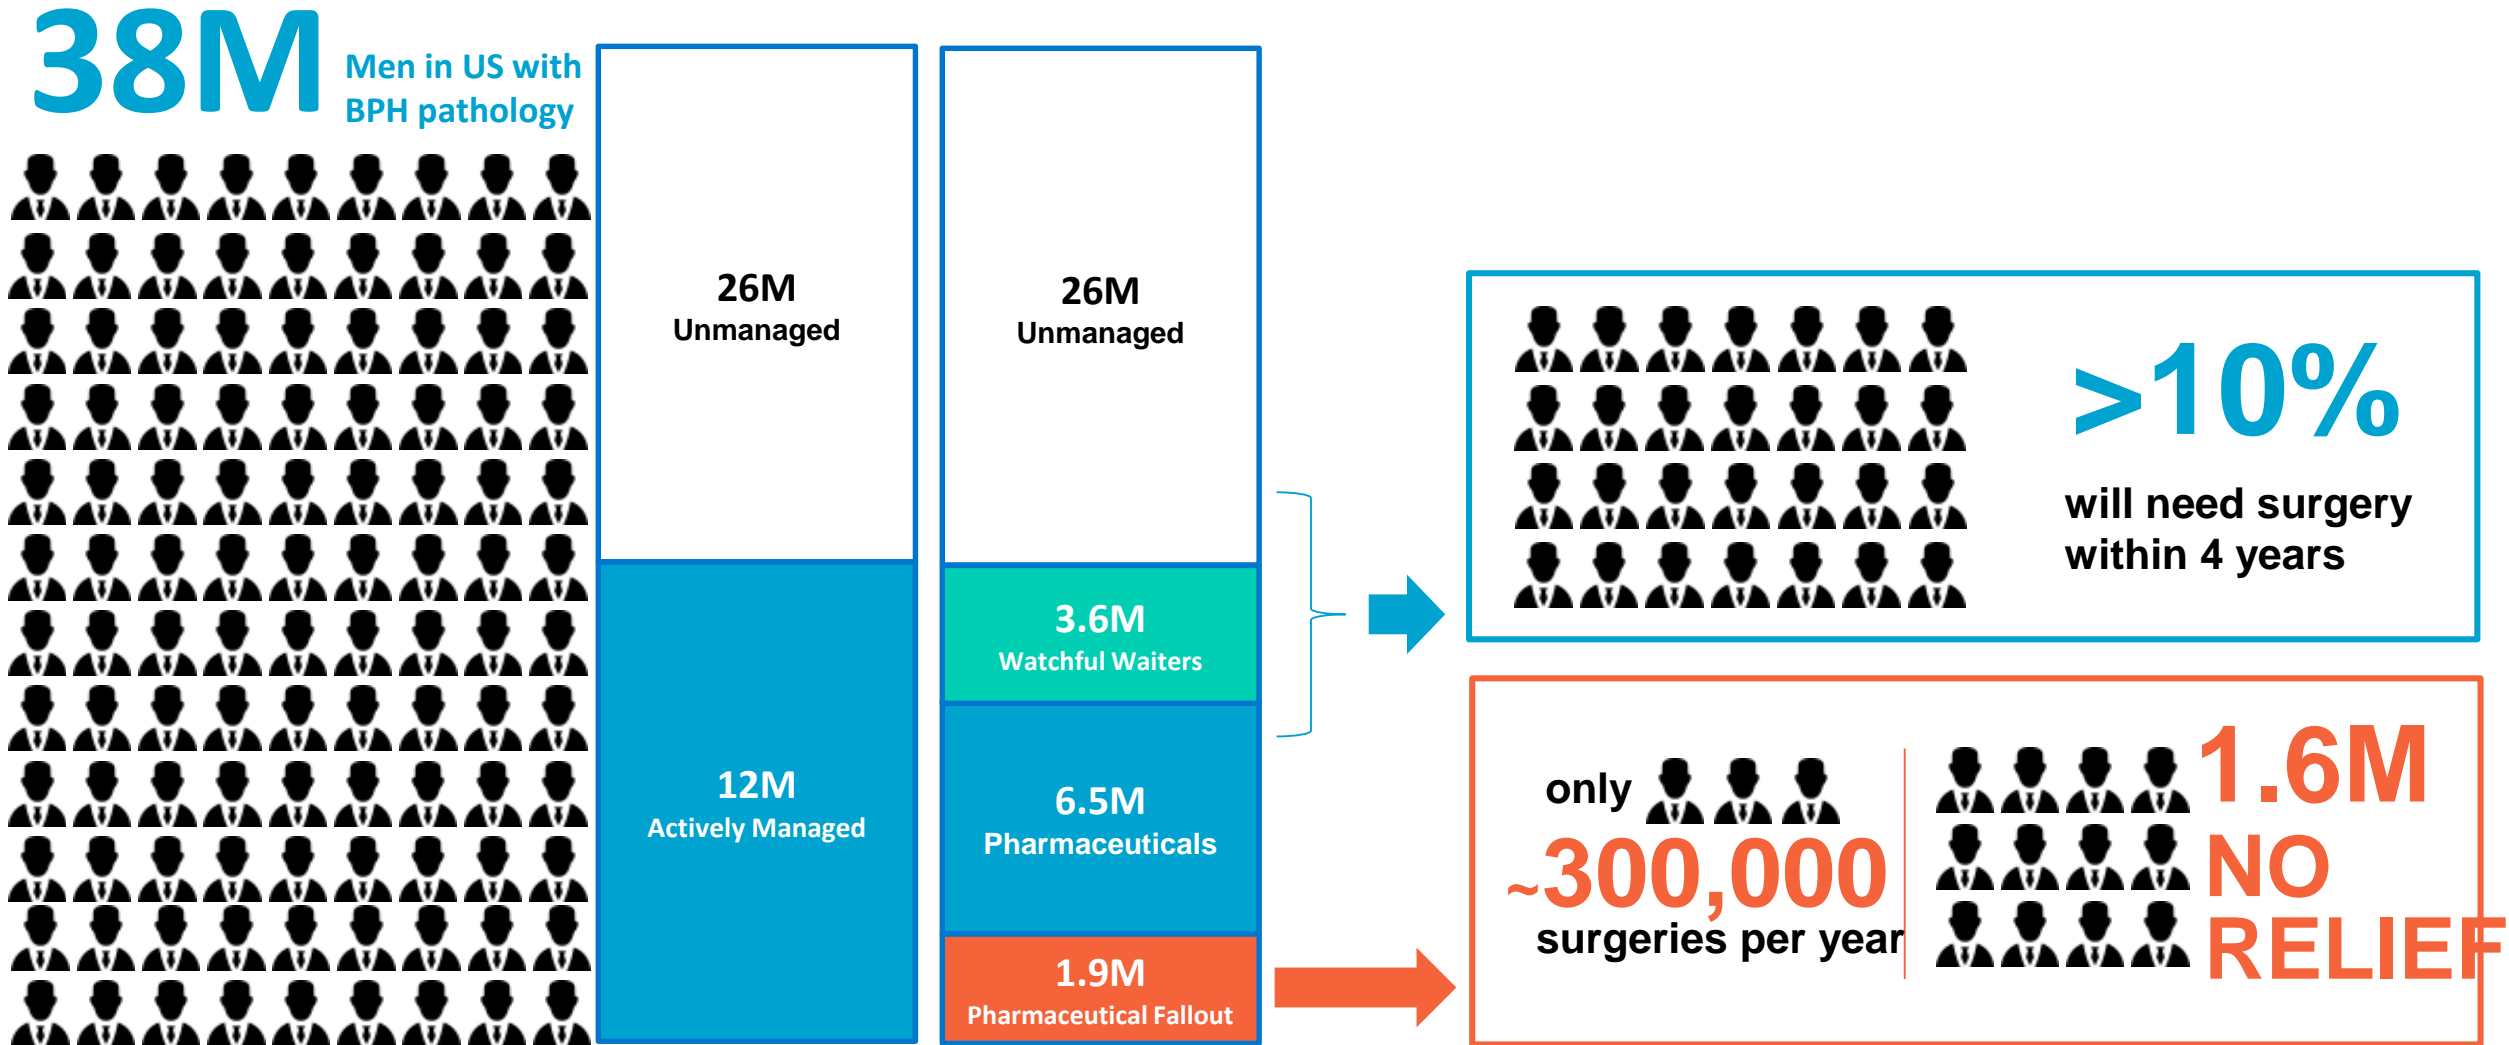 38M
Men in US with
BPH pathology
26M
Unmanaged
12M
Actively Managed
26M
Unmanaged
3.6M
Watchful Waiters
6.5M
Pharmaceuticals
1.9M
Pharmaceutical Fallout
>10%
will need surgery
within 4 years
only
~300,000
surgeries per year
1.6M
NO
RELIEF